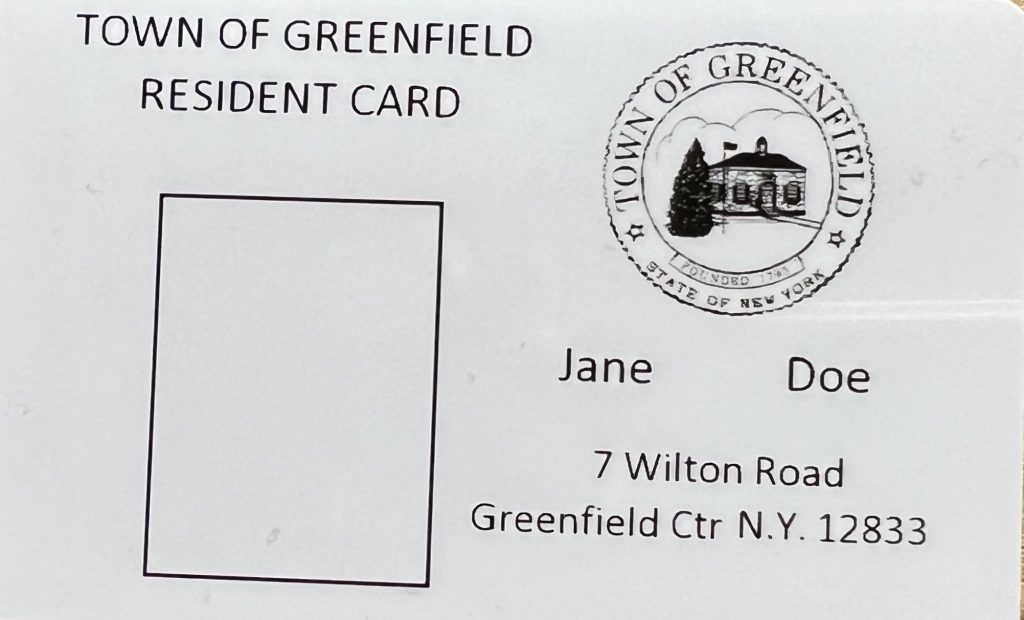 TOWN OF GREENFIELD
RESIDENT CARD
TOWN OF GREENFIELD
FOUNDED
STATE OF NEW YORK
Jane Doe
7 Wilton Road
Greenfield Ctr N.Y. 12833